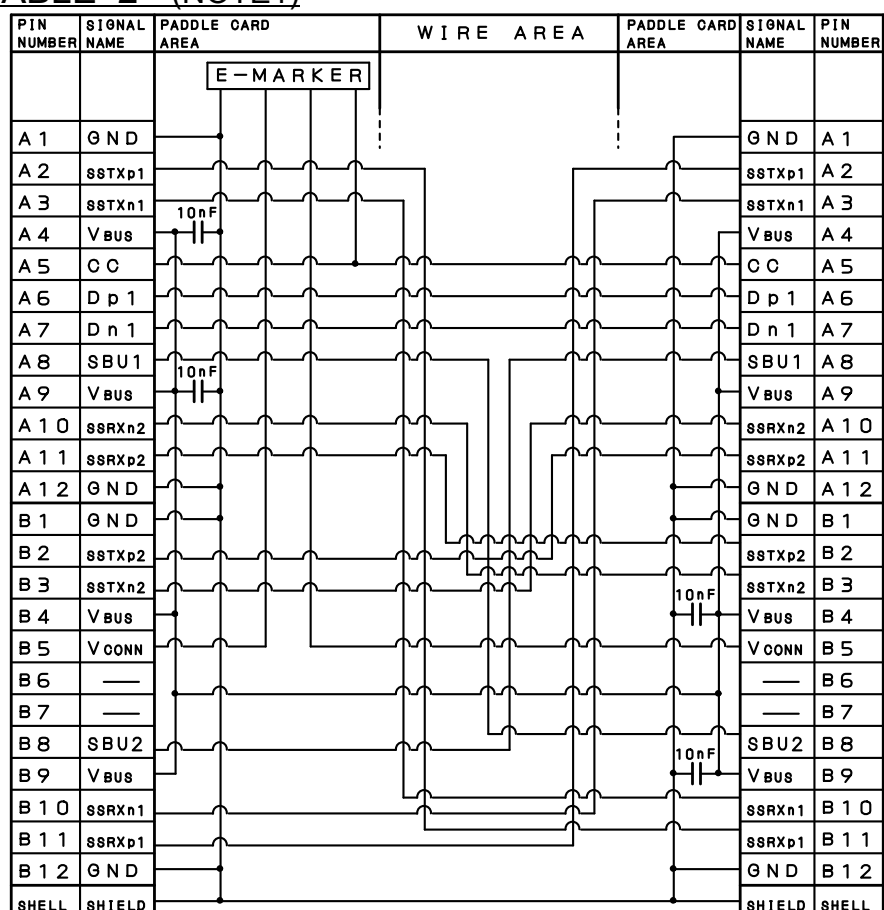 ABLE 2 (NOTE1)
PIN NUMBER SIGNAL NAME PADDLE CARD AREA WIRE AREA PADDLE CARD AREA SIGNAL NAME PIN NUMBER
E-MARKER
A1 GND GND A1
A2 SSTXp1 SSTXp1 A2
A3 SSTXn1 SSTXn1 A3
10nF
A4 VBUS VBUS A4
A5 CC CC A5
A6 Dp1 Dp1 A6
A7 Dn1 Dn1 A7
A8 SBU1 SBU1 A8
10nF
A9 VBUS VBUS A9
A10 SSRXn2 SSRXn2 A10
A11 SSRXp2 SSRXp2 A11
A12 GND GND A12
B1 GND GND B1
B2 SSTXp2 SSTXp2 B2
B3 SSTXn2 SSTXn2 B3
10nF
B4 VBUS VBUS B4
B5 VCONN VCONN B5
B6 — — B6
B7 — — B7
B8 SBU2 SBU2 B8
10nF
B9 VBUS VBUS B9
B10 SSRXn1 SSRXn1 B10
B11 SSRXp1 SSRXp1 B11
B12 GND GND B12
SHELL SHIELD SHIELD SHELL